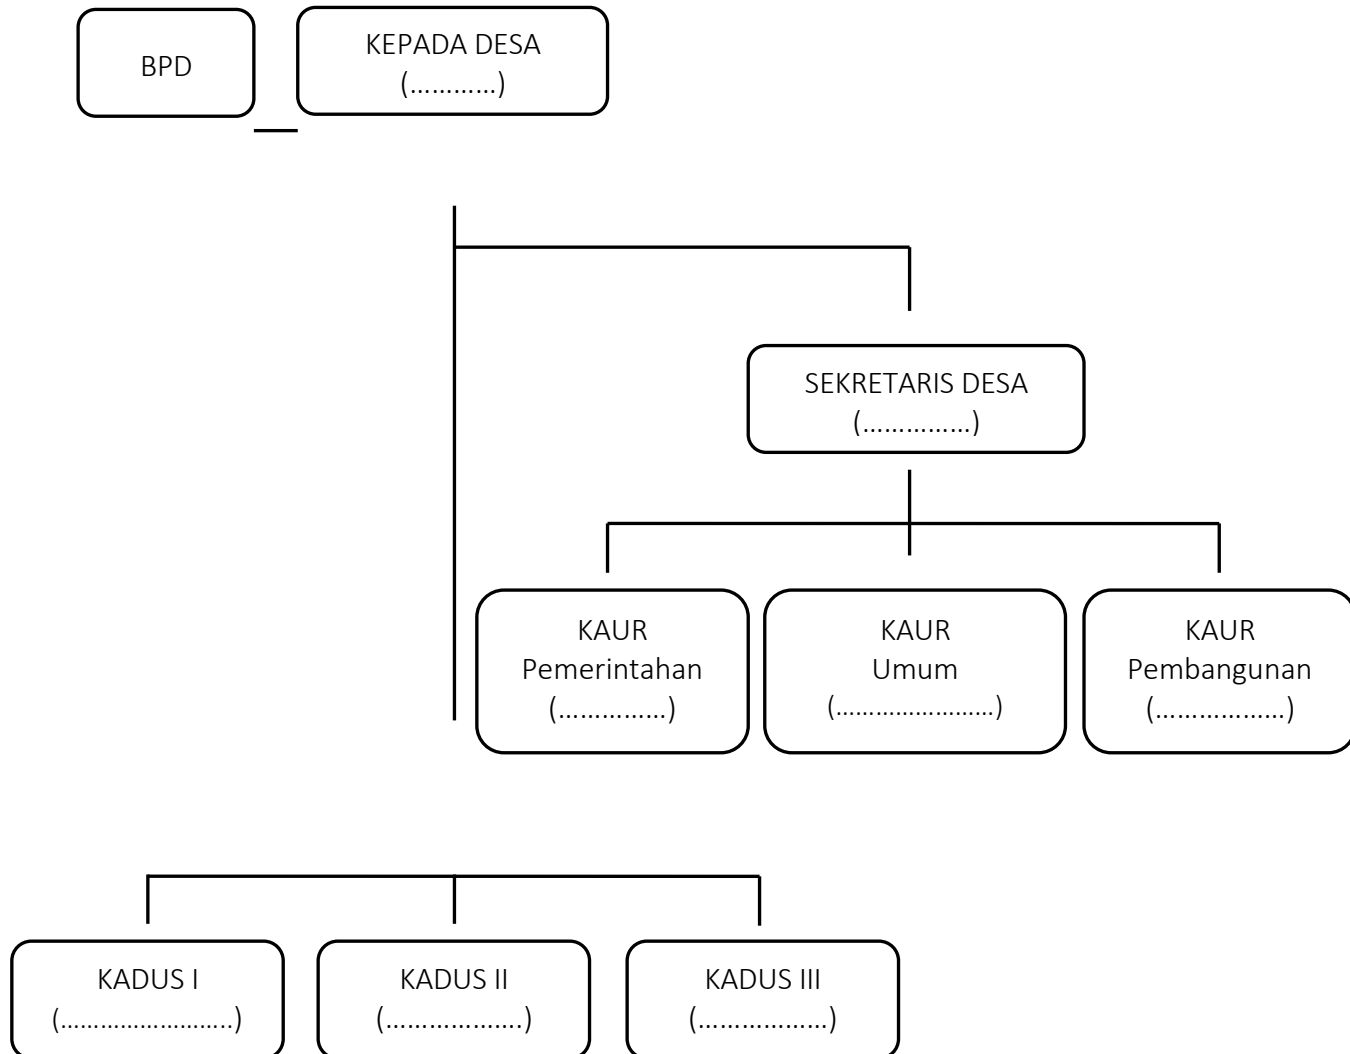 BPD
KEPADA DESA
(............)
SEKRETARIS DESA
(...............)
KAUR
Pemerintahan
(...............)
KAUR
Umum
(........................)
KAUR
Pembangunan
(..................)
KADUS I
(..........................)
KADUS II
(...................)
KADUS III
(..................)